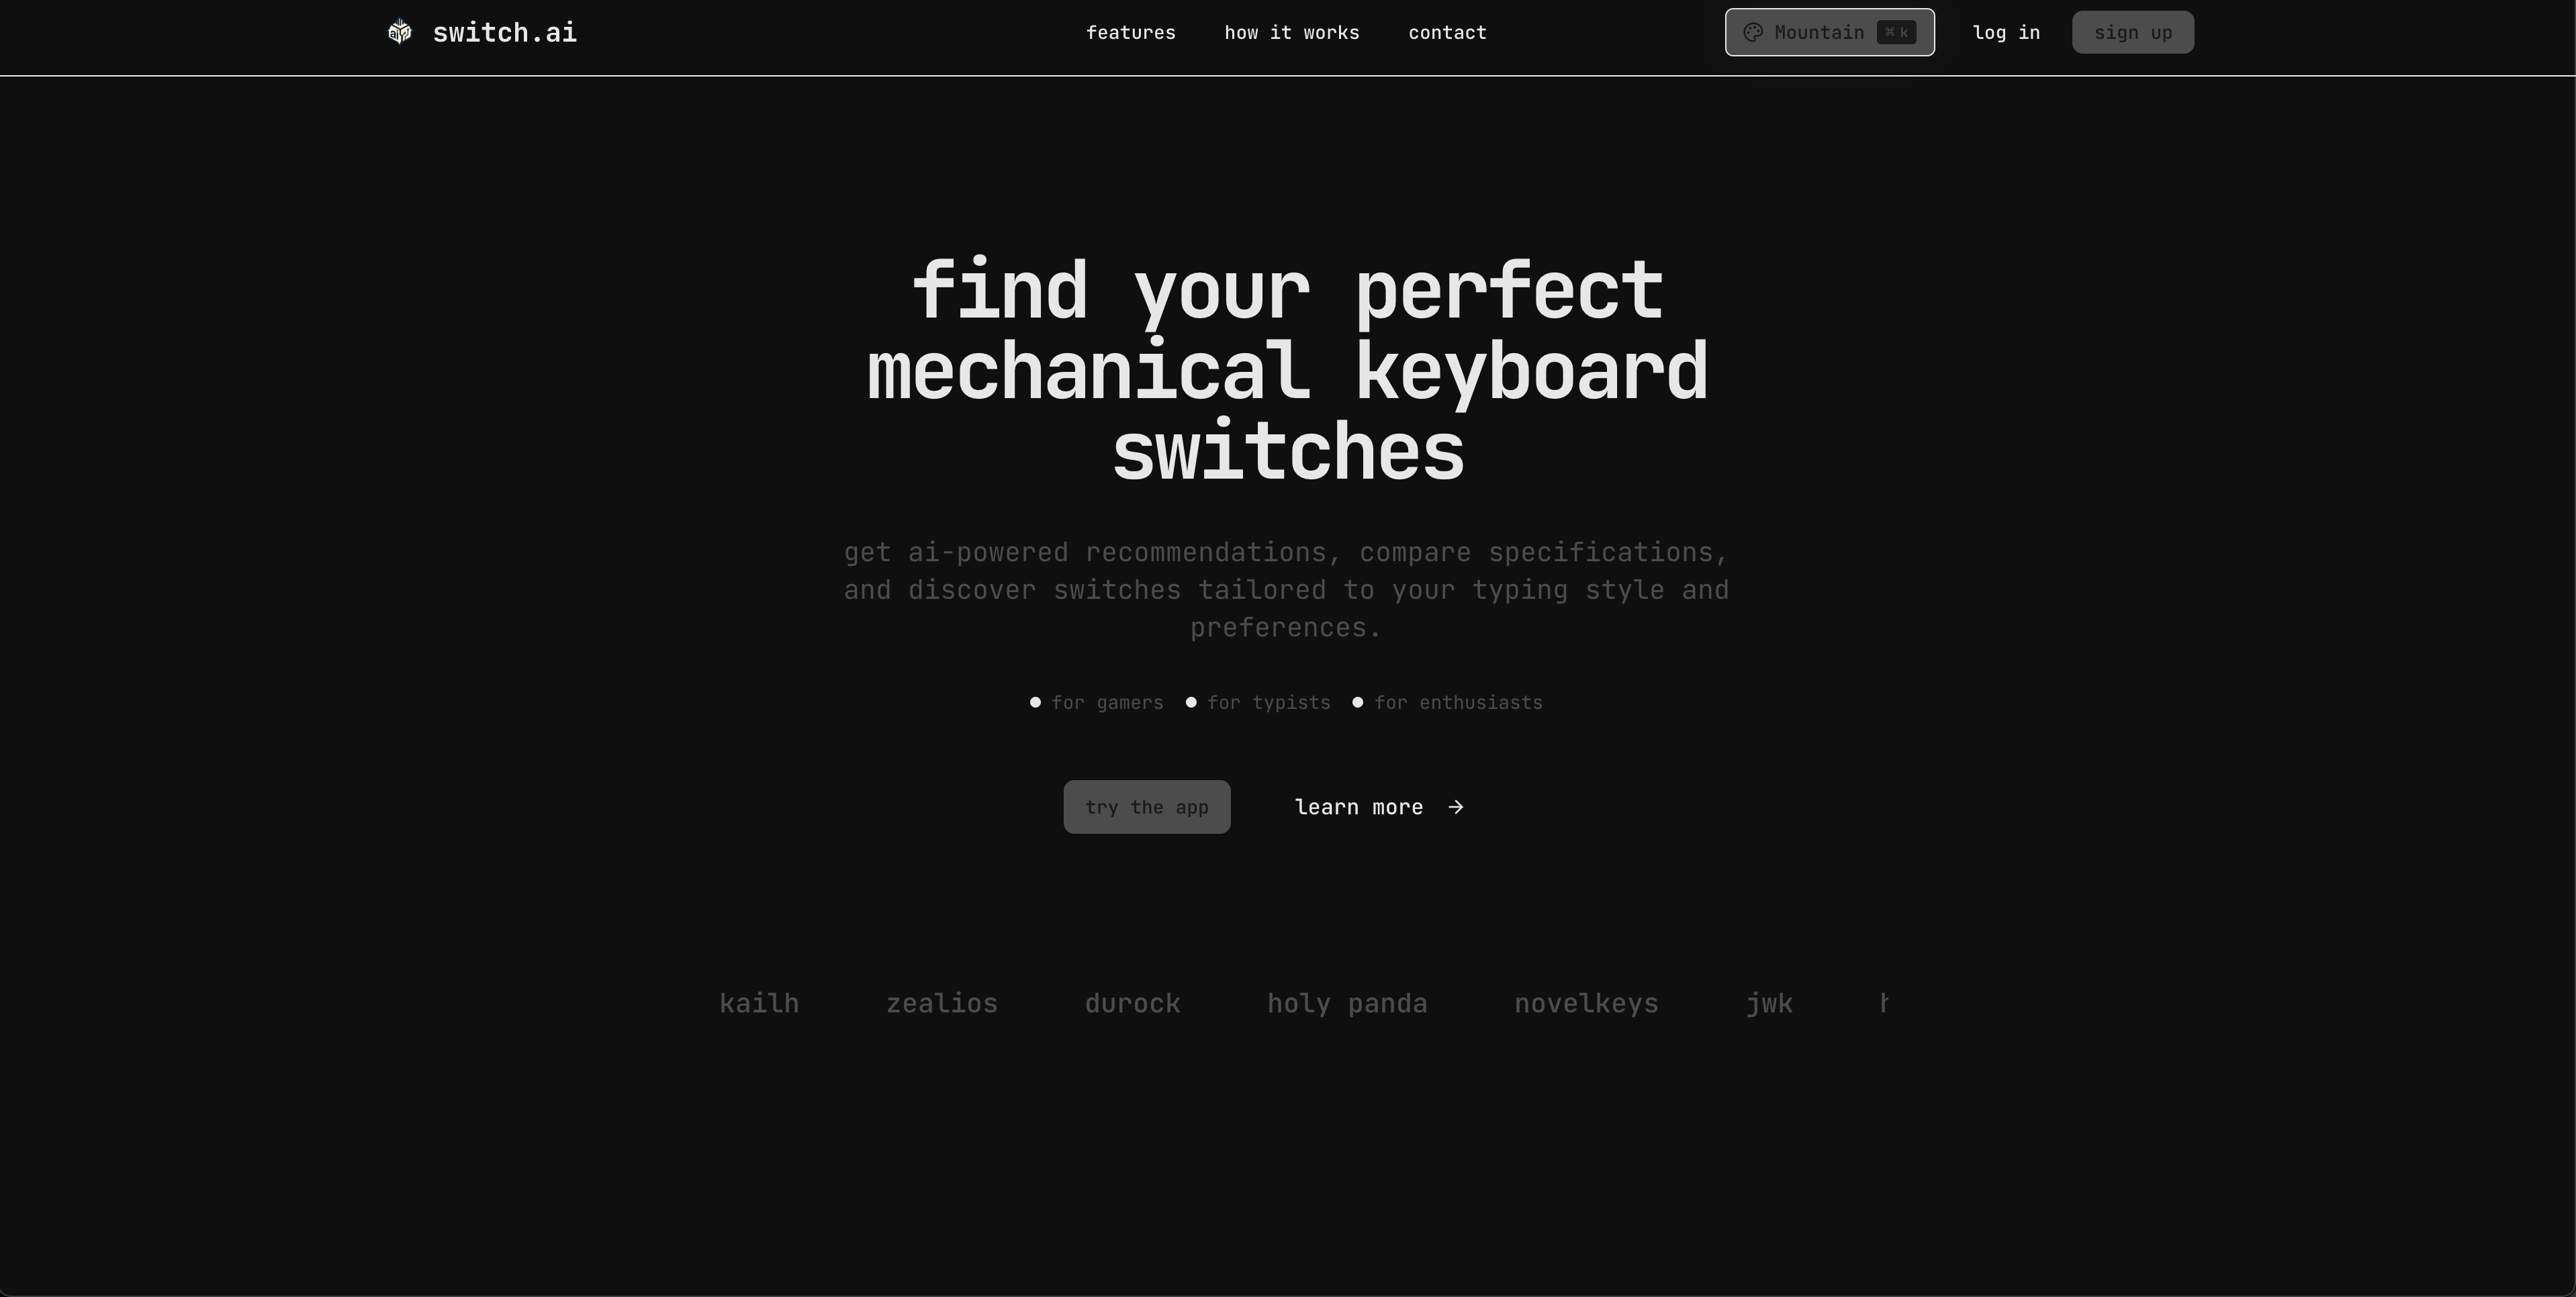 switch.ai
features
how it works
contact
Mountain ⌘ k
log in
sign up
find your perfect
mechanical keyboard
switches
get ai-powered recommendations, compare specifications,
and discover switches tailored to your typing style and
preferences.
for gamers
for typists
for enthusiasts
try the app
learn more →
kailh
zealios
durock
holy panda
novelkeys
jwk